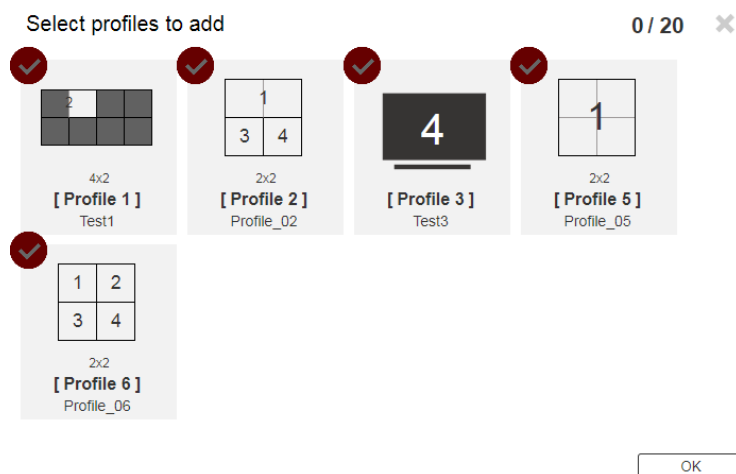 Select profiles to add
0 / 20
2
4x2
[ Profile 1 ]
Test1
1
3 4
2x2
[ Profile 2 ]
Profile_02
4
[ Profile 3 ]
Test3
1
2x2
[ Profile 5 ]
Profile_05
1 2
3 4
2x2
[ Profile 6 ]
Profile_06
OK